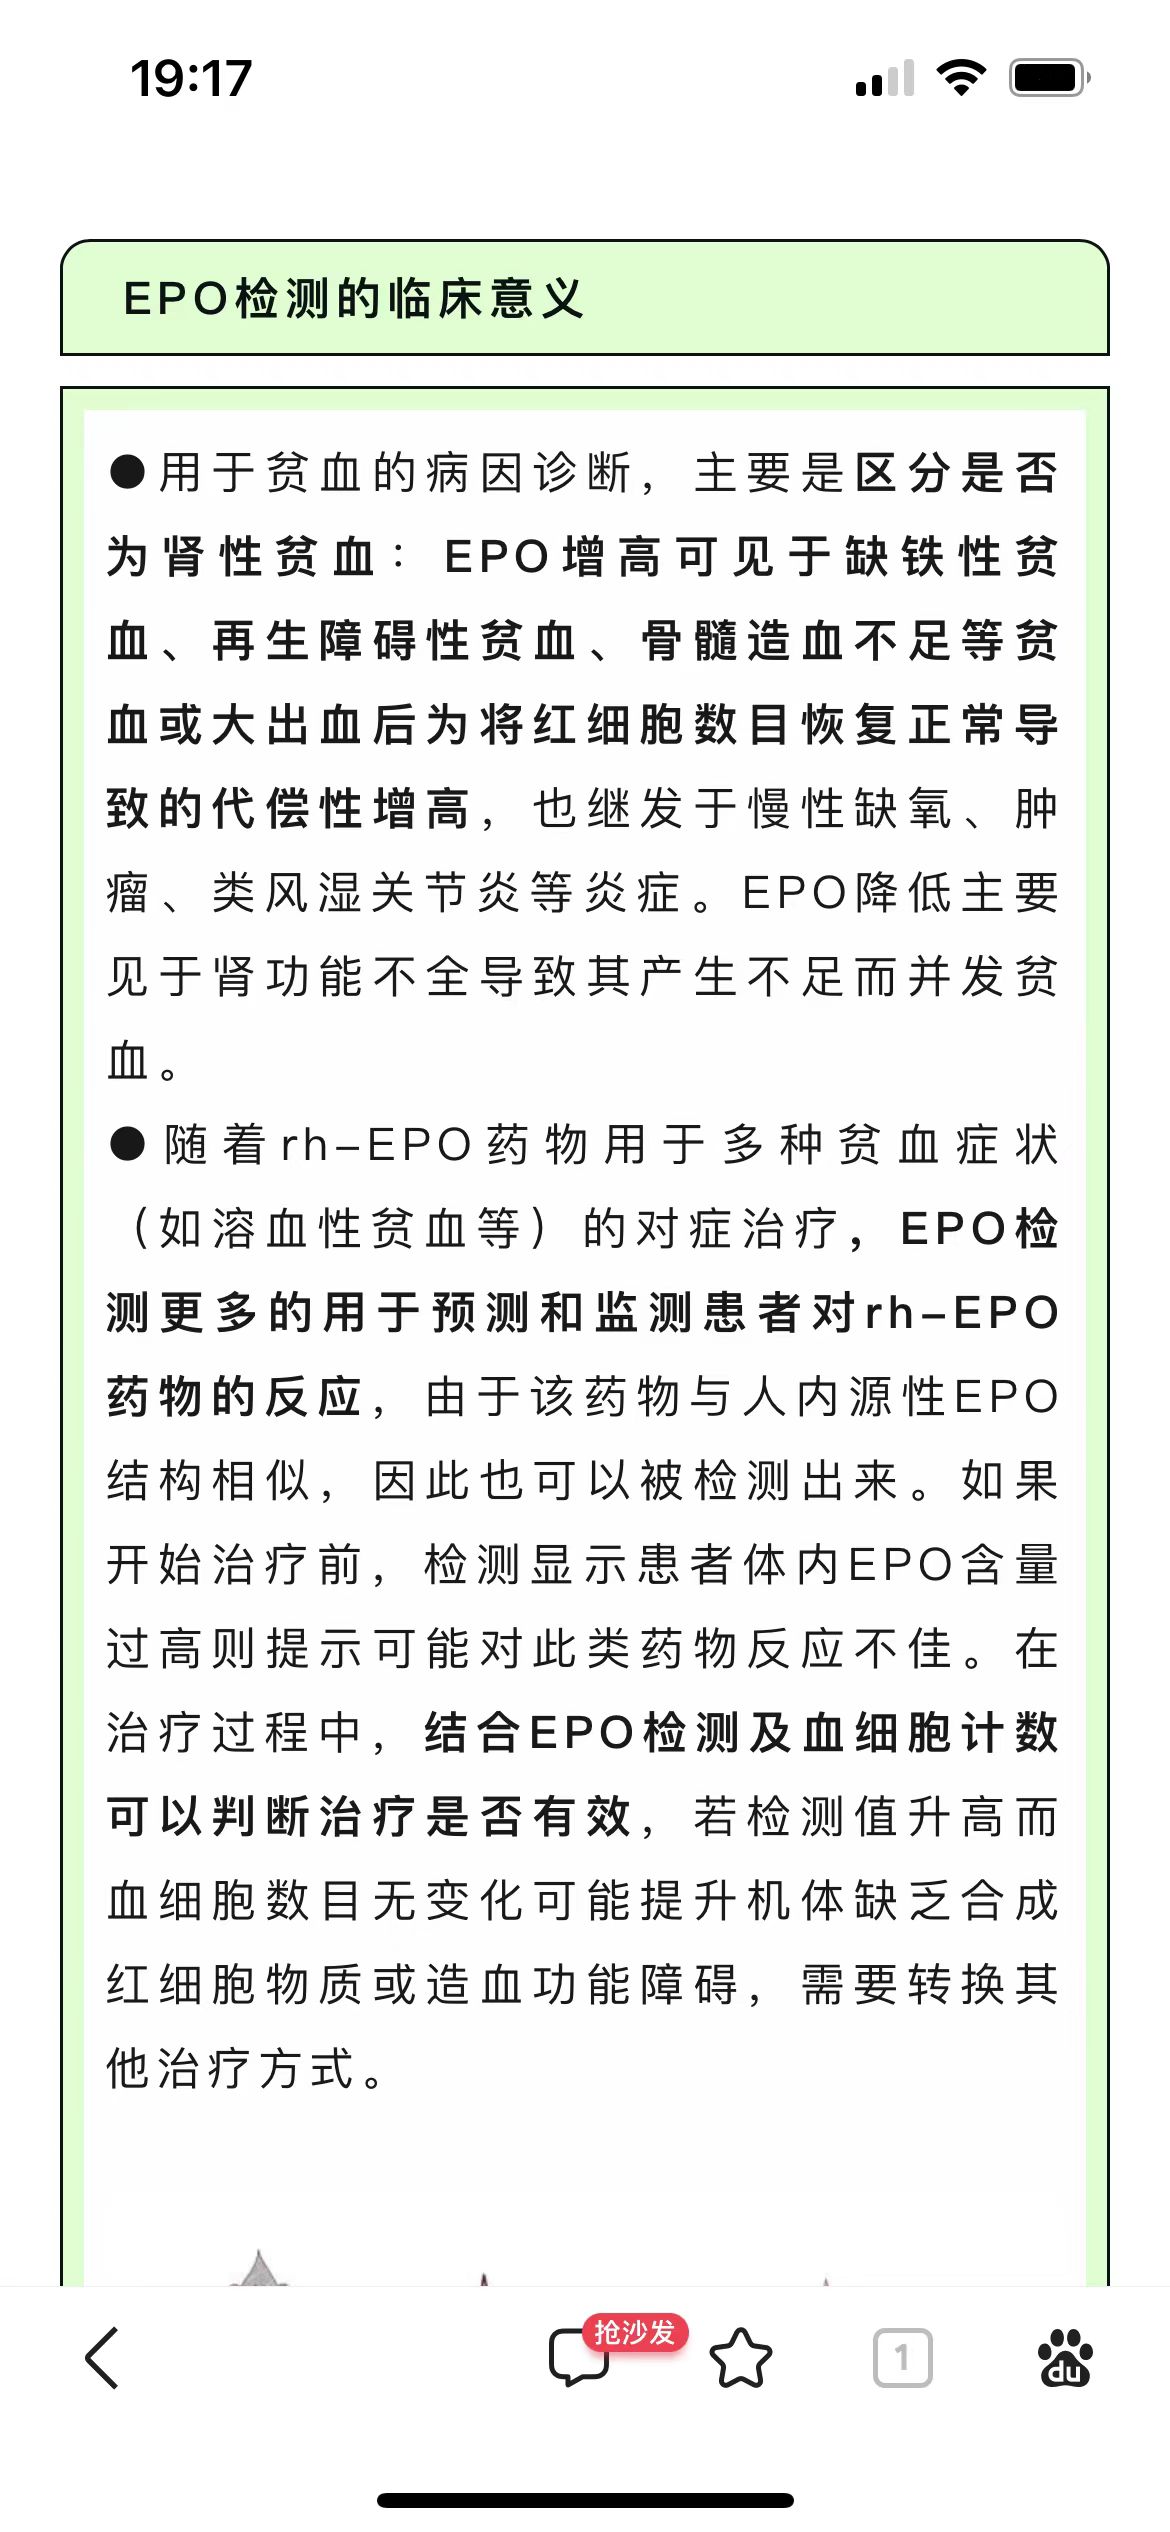 19:17
EPO检测的临床意义
●用于贫血的病因诊断，主要是区分是否
为肾性贫血：EPO增高可见于缺铁性贫
血、再生障碍性贫血、骨髓造血不足等贫
血或大出血后为将红细胞数目恢复正常导
致的代偿性增高，也继发于慢性缺氧、肿
瘤、类风湿关节炎等炎症。EPO降低主要
见于肾功能不全导致其产生不足而并发贫
血。
●随着rh-EPO药物用于多种贫血症状
（如溶血性贫血等）的对症治疗，EPO检
测更多的用于预测和监测患者对rh-EPO
药物的反应，由于该药物与人内源性EPO
结构相似，因此也可以被检测出来。如果
开始治疗前，检测显示患者体内EPO含量
过高则提示可能对此类药物反应不佳。在
治疗过程中，结合EPO检测及血细胞计数
可以判断治疗是否有效，若检测值升高而
血细胞数目无变化可能提升机体缺乏合成
红细胞物质或造血功能障碍，需要转换其
他治疗方式。
抢沙发
1
du